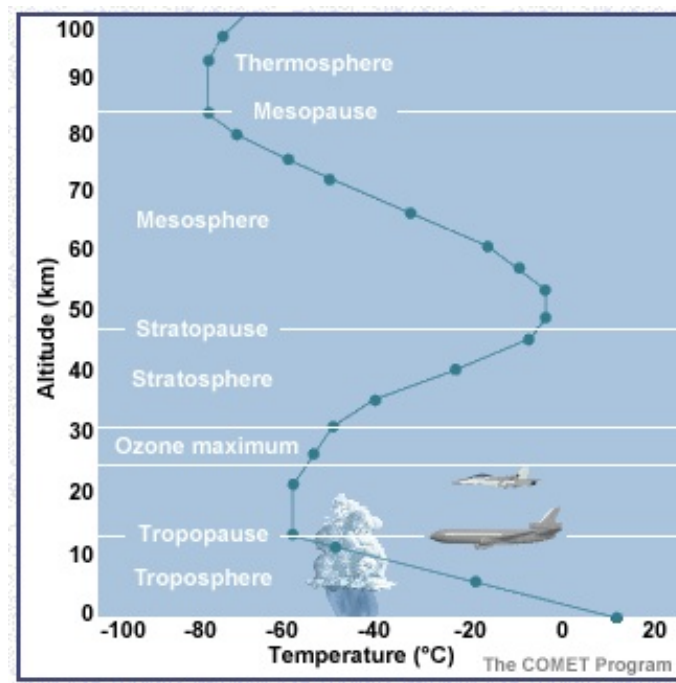 100
Thermosphere
90
Mesopause
80
70
Mesosphere
60
Altitude (km)
50
Stratopause
40
Stratosphere
30
Ozone maximum
20
Tropopause
10
Troposphere
0
-100 -80 -60 -40 -20 0 20
Temperature (°C)
The COMET Program